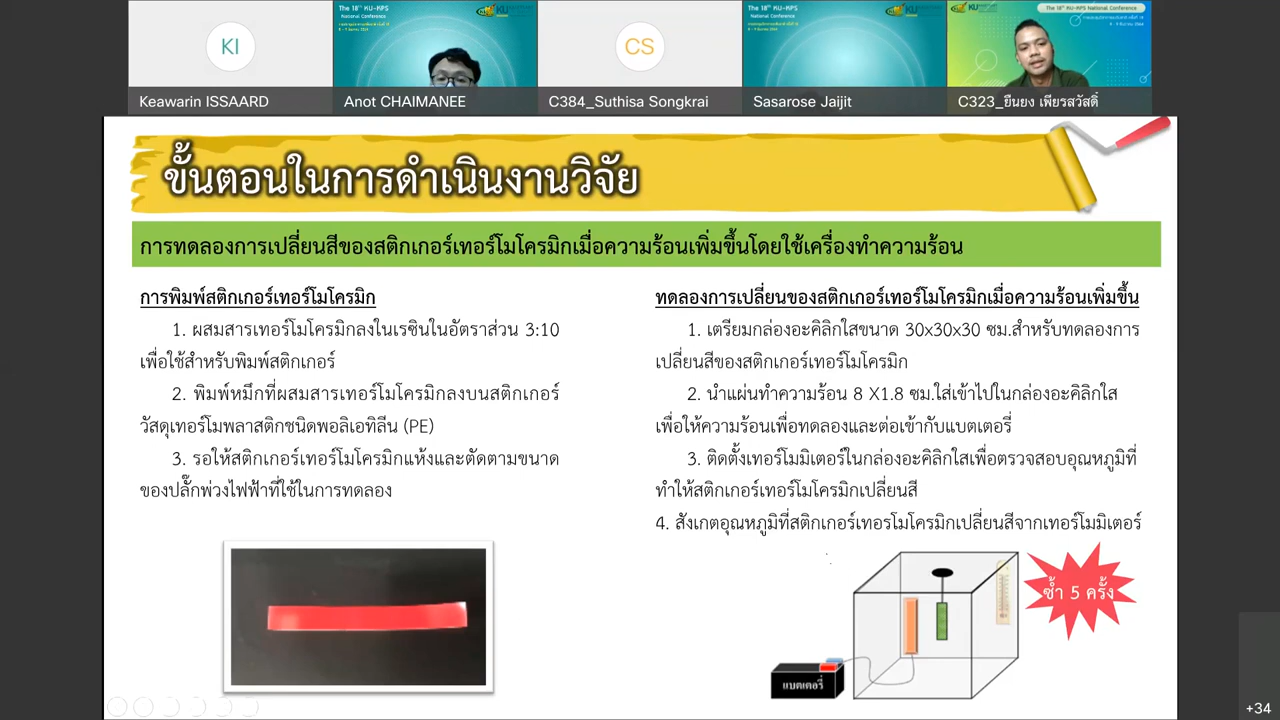 KI
CS
The 18th KU-KPS
National Conference
The 18th KU-KPS
National Conference
The 18th KU-KPS National Conference
Keawarin ISSAARD
Anot CHAIMANEE
C384_Suthisa Songkrai
Sasarose Jaijit
C323_ยืนยง เพียรสวัสดิ์
ขั้นตอนในการดำเนินงานวิจัย
การทดลองการเปลี่ยนสีของสติกเกอร์เทอร์โมโครมิกเมื่อความร้อนเพิ่มขึ้นโดยใช้เครื่องทำความร้อน
การพิมพ์สติกเกอร์เทอร์โมโครมิก
1. ผสมสารเทอร์โมโครมิกลงในเรซินในอัตราส่วน 3:10
เพื่อใช้สำหรับพิมพ์สติกเกอร์
2. พิมพ์หมึกที่ผสมสารเทอร์โมโครมิกลงบนสติกเกอร์
วัสดุเทอร์โมพลาสติกชนิดพอลิเอทิลีน (PE)
3. รอให้สติกเกอร์เทอร์โมโครมิกแห้งและตัดตามขนาด
ของปลั๊กพ่วงไฟฟ้าที่ใช้ในการทดลอง
ทดลองการเปลี่ยนของสติกเกอร์เทอร์โมโครมิกเมื่อความร้อนเพิ่มขึ้น
1. เตรียมกล่องอะคิลิกใสขนาด 30x30x30 ซม.สำหรับทดลองการ
เปลี่ยนสีของสติกเกอร์เทอร์โมโครมิก
2. นำแผ่นทำความร้อน 8 X1.8 ซม.ใส่เข้าไปในกล่องอะคิลิกใส
เพื่อให้ความร้อนเพื่อทดลองและต่อเข้ากับแบตเตอรี่
3. ติดตั้งเทอร์โมมิเตอร์ในกล่องอะคิลิกใสเพื่อตรวจสอบอุณหภูมิที่
ทำให้สติกเกอร์เทอร์โมโครมิกเปลี่ยนสี
4. สังเกตอุณหภูมิที่สติกเกอร์เทอรโมโครมิกเปลี่ยนสีจากเทอร์โมมิเตอร์
ซ้ำ 5 ครั้ง
แบตเตอรี่
+34